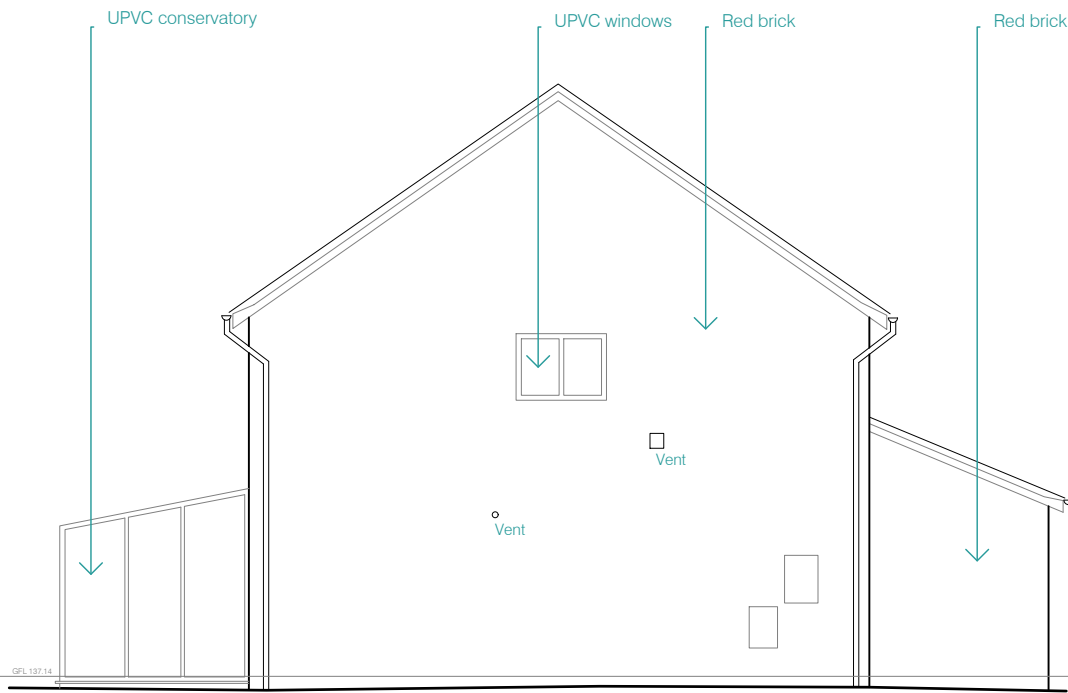 UPVC conservatory
UPVC windows
Red brick
Red brick
Vent
Vent
GFL 137.14